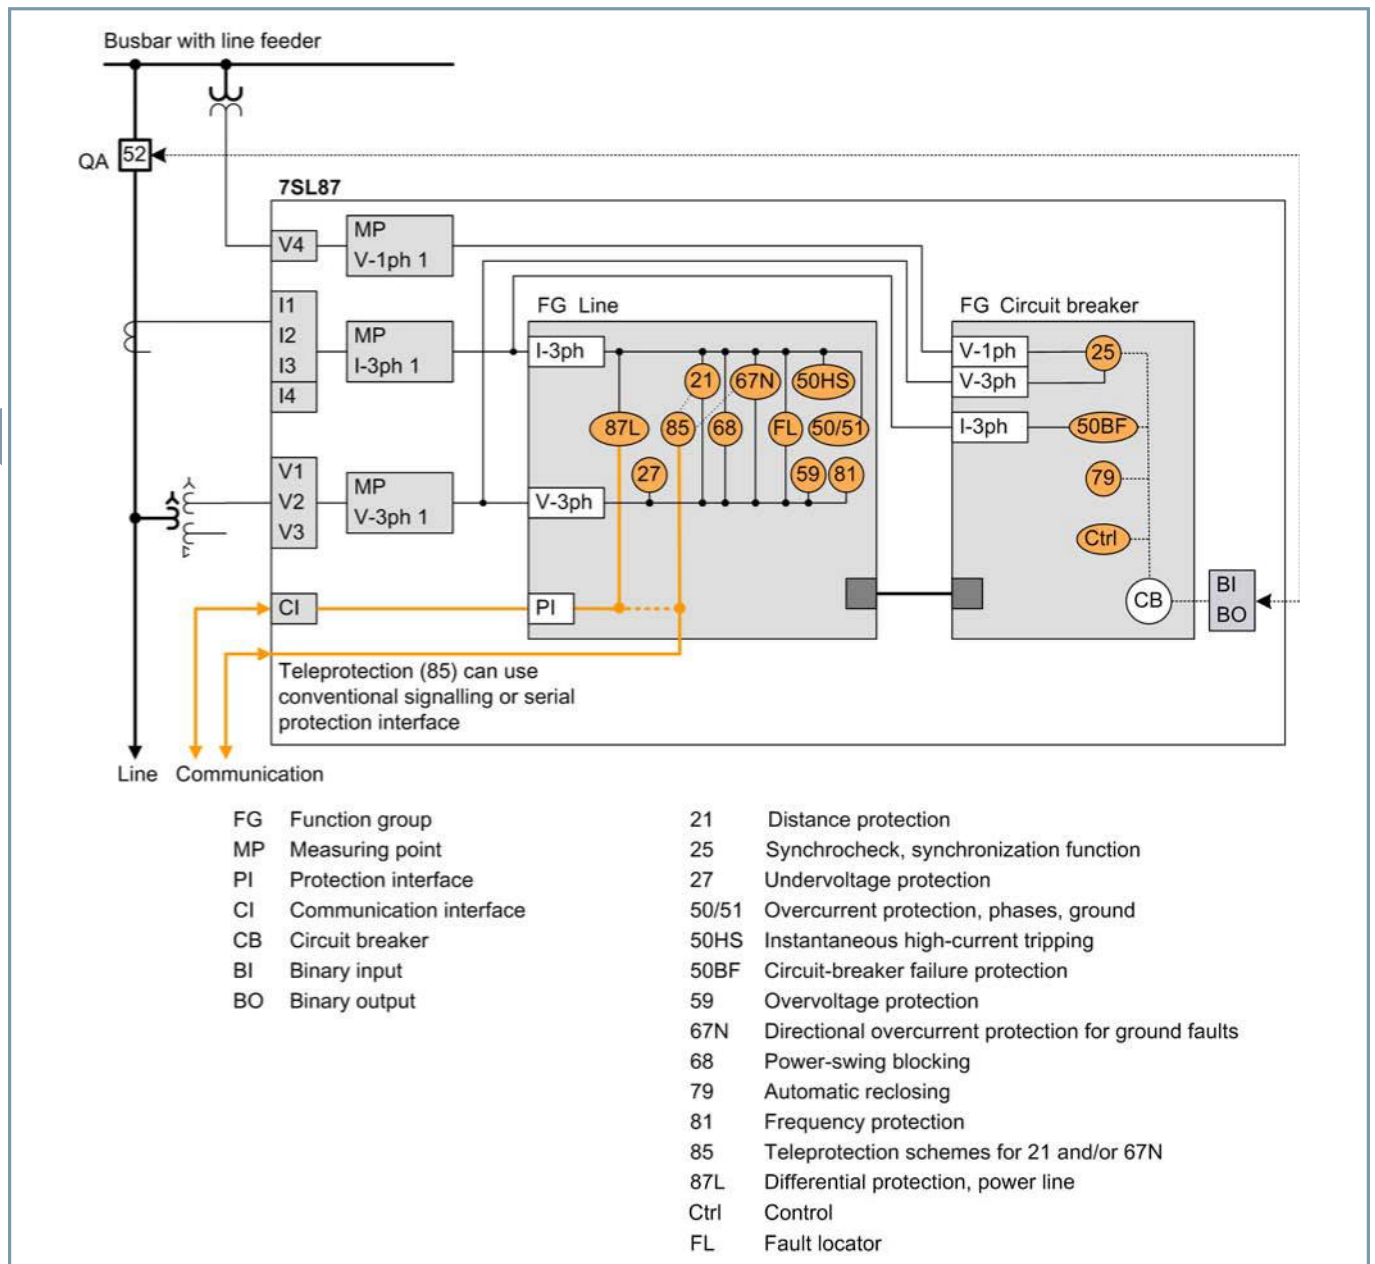 Busbar with line feeder
QA
52
7SL87
V4
MP
V-1ph 1
I1
I2
I3
I4
MP
I-3ph 1
V1
V2
V3
MP
V-3ph 1
CI
FG Line
I-3ph
V-3ph
PI
21
67N
50HS
87L
85
68
FL
50/51
27
59
81
FG Circuit breaker
V-1ph
V-3ph
I-3ph
25
50BF
79
Ctrl
CB
BI
BO
Teleprotection (85) can use
conventional signalling or serial
protection interface
Line
Communication
FG Function group
MP Measuring point
PI Protection interface
CI Communication interface
CB Circuit breaker
BI Binary input
BO Binary output
21 Distance protection
25 Synchrocheck, synchronization function
27 Undervoltage protection
50/51 Overcurrent protection, phases, ground
50HS Instantaneous high-current tripping
50BF Circuit-breaker failure protection
59 Overvoltage protection
67N Directional overcurrent protection for ground faults
68 Power-swing blocking
79 Automatic reclosing
81 Frequency protection
85 Teleprotection schemes for 21 and/or 67N
87L Differential protection, power line
Ctrl Control
FL Fault locator